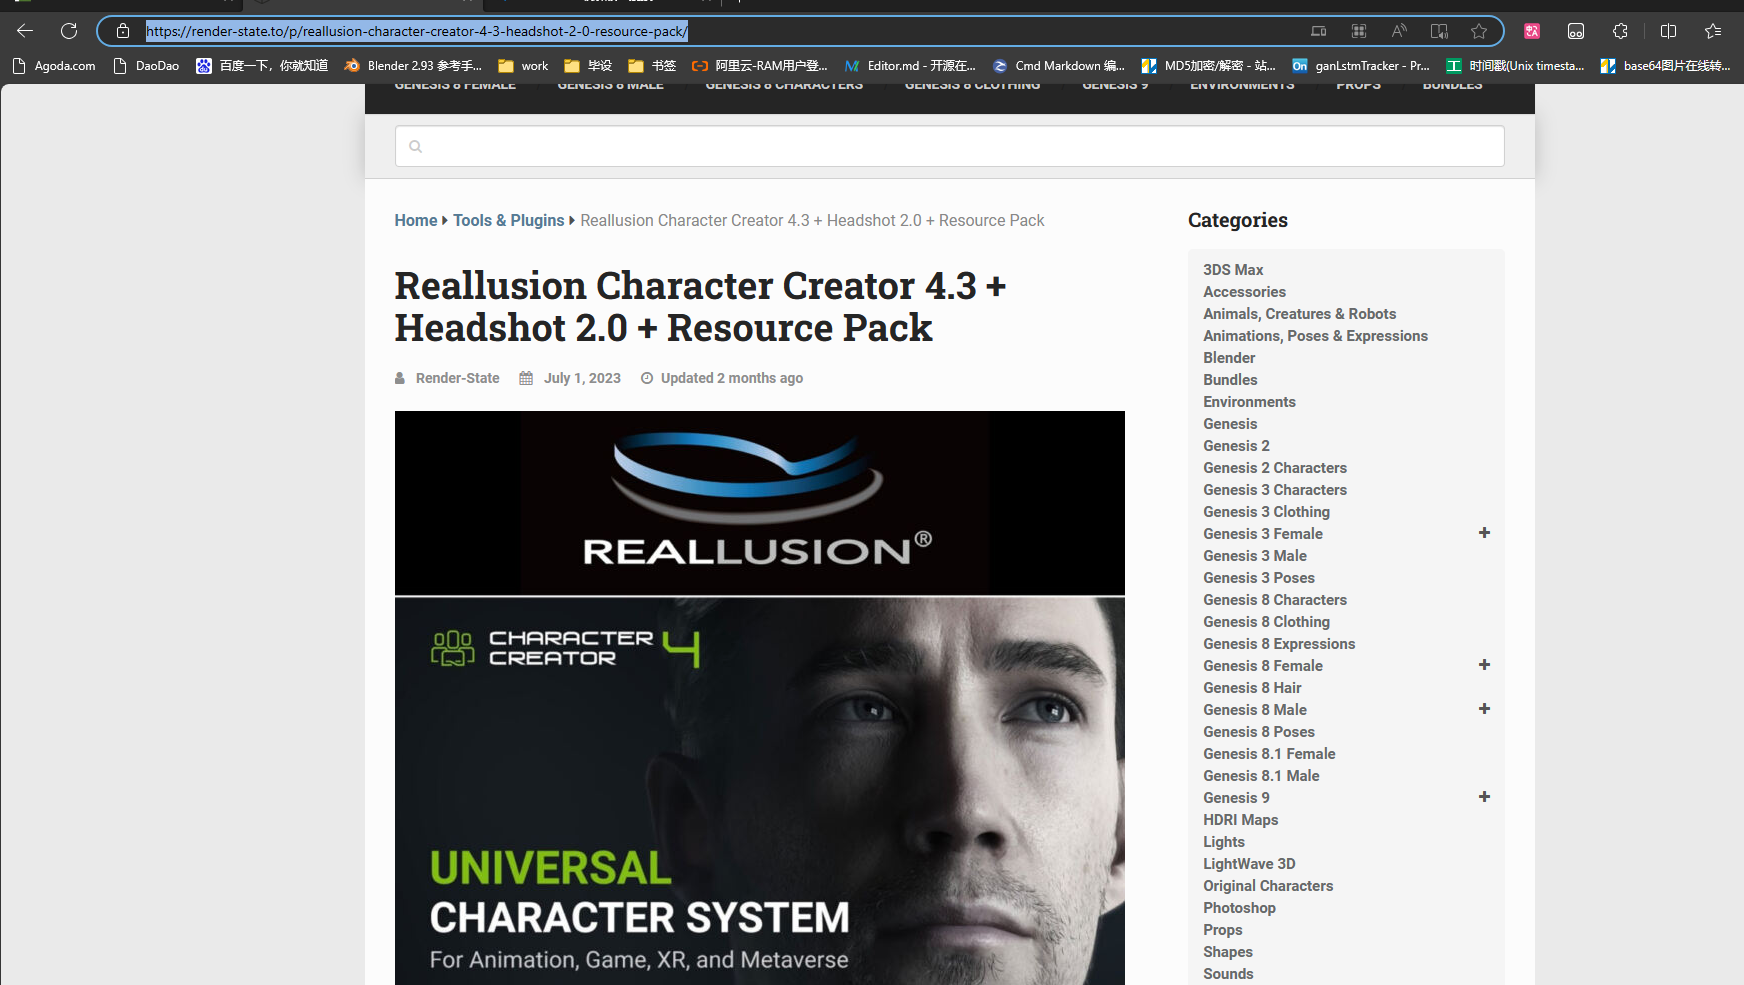 https://render-state.to/p/reallusion-character-creator-4-3-headshot-2-0-resource-pack/
Agoda.com
DaoDao
百度一下，你就知道
Blender 2.93 参考手...
work
毕设
书签
阿里云-RAM用户登...
Editor.md - 开源在...
Cmd Markdown 编...
MD5加密/解密 - 站...
ganLstmTracker - Pr...
时间戳(Unix timesta...
base64图片在线转...
GENESIS 8 FEMALE
GENESIS 8 MALE
GENESIS 8 CHARACTERS
GENESIS 8 CLOTHING
GENESIS 9
ENVIRONMENTS
PROPS
BUNDLES
Home
Tools & Plugins
Reallusion Character Creator 4.3 + Headshot 2.0 + Resource Pack
Reallusion Character Creator 4.3 +
Headshot 2.0 + Resource Pack
Render-State
July 1, 2023
Updated 2 months ago
REALLUSION®
CHARACTER
CREATOR
4
UNIVERSAL
CHARACTER SYSTEM
For Animation, Game, XR, and Metaverse
Categories
3DS Max
Accessories
Animals, Creatures & Robots
Animations, Poses & Expressions
Blender
Bundles
Environments
Genesis
Genesis 2
Genesis 2 Characters
Genesis 3 Characters
Genesis 3 Clothing
Genesis 3 Female
Genesis 3 Male
Genesis 3 Poses
Genesis 8 Characters
Genesis 8 Clothing
Genesis 8 Expressions
Genesis 8 Female
Genesis 8 Hair
Genesis 8 Male
Genesis 8 Poses
Genesis 8.1 Female
Genesis 8.1 Male
Genesis 9
HDRI Maps
Lights
LightWave 3D
Original Characters
Photoshop
Props
Shapes
Sounds